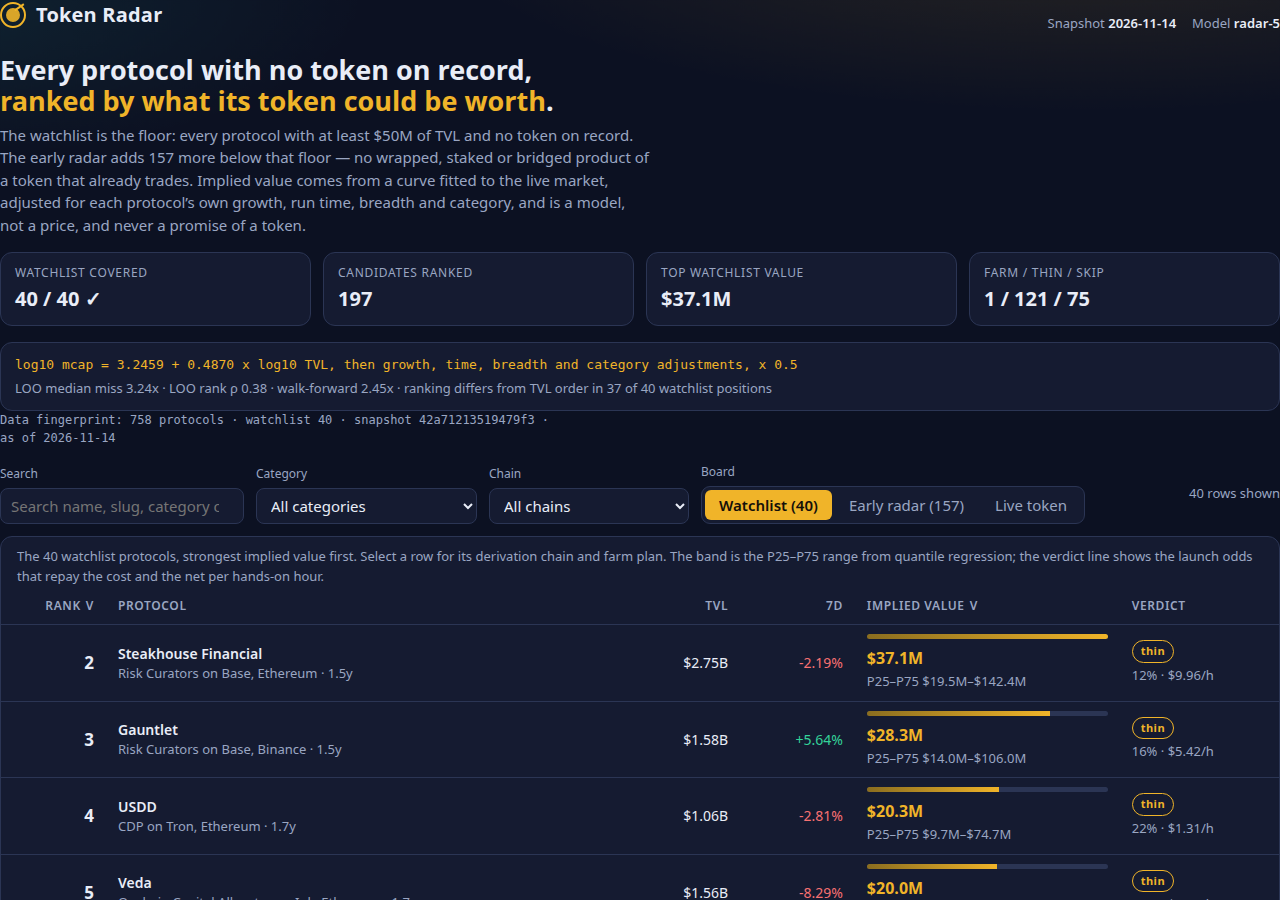 Token Radar
Snapshot 2026-11-14 Model radar-5
Every protocol with no token on record,
ranked by what its token could be worth.
The watchlist is the floor: every protocol with at least $50M of TVL and no token on record.
The early radar adds 157 more below that floor — no wrapped, staked or bridged product of
a token that already trades. Implied value comes from a curve fitted to the live market,
adjusted for each protocol’s own growth, run time, breadth and category, and is a model,
not a price, and never a promise of a token.
WATCHLIST COVERED
40 / 40 ✓
CANDIDATES RANKED
197
TOP WATCHLIST VALUE
$37.1M
FARM / THIN / SKIP
1 / 121 / 75
log10 mcap = 3.2459 + 0.4870 x log10 TVL, then growth, time, breadth and category adjustments, x 0.5
LOO median miss 3.24x · LOO rank ρ 0.38 · walk-forward 2.45x · ranking differs from TVL order in 37 of 40 watchlist positions
Data fingerprint: 758 protocols · watchlist 40 · snapshot 42a71213519479f3 ·
as of 2026-11-14
Search
Search name, slug, category c
Category
All categories
Chain
All chains
Board
Watchlist (40) Early radar (157) Live token
40 rows shown
The 40 watchlist protocols, strongest implied value first. Select a row for its derivation chain and farm plan. The band is the P25–P75 range from quantile regression; the verdict line shows the launch odds
that repay the cost and the net per hands-on hour.
RANK V PROTOCOL TVL 7D IMPLIED VALUE V VERDICT
2
Steakhouse Financial
Risk Curators on Base, Ethereum · 1.5y
$2.75B
-2.19%
$37.1M
P25–P75 $19.5M–$142.4M
thin
12% · $9.96/h
3
Gauntlet
Risk Curators on Base, Binance · 1.5y
$1.58B
+5.64%
$28.3M
P25–P75 $14.0M–$106.0M
thin
16% · $5.42/h
4
USDD
CDP on Tron, Ethereum · 1.7y
$1.06B
-2.81%
$20.3M
P25–P75 $9.7M–$74.7M
thin
22% · $1.31/h
5
Veda
$1.56B
-8.29%
$20.0M
thin